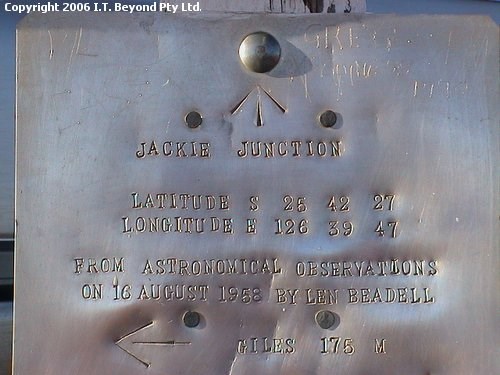 Copyright 2006 I.T. Beyond Pty Ltd.
JACKIE JUNCTION
LATITUDE S 25 42 27
LONGITUDE E 126 39 47
FROM ASTRONOMICAL OBSERVATIONS
ON 16 AUGUST 1958 BY LEN BEADELL
GILES 175 M